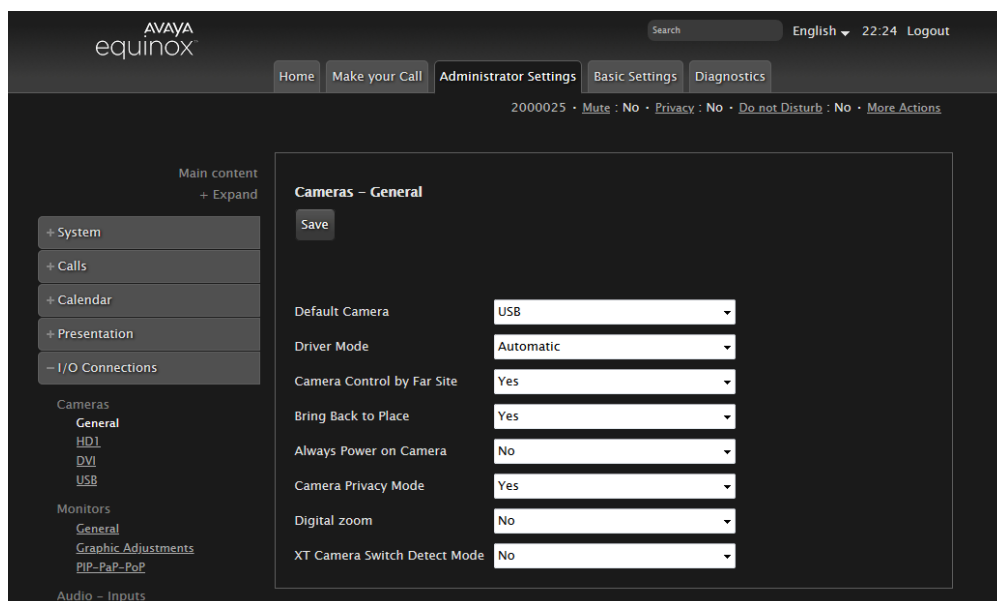 AVAYA
equinox™
Search
English 22:24 Logout
Home Make your Call Administrator Settings Basic Settings Diagnostics
2000025 • Mute : No • Privacy : No • Do not Disturb : No • More Actions
Main content
+ Expand
+ System
+ Calls
+ Calendar
+ Presentation
− I/O Connections
Cameras
General
HD1
DVI
USB
Monitors
General
Graphic Adjustments
PIP-PaP-PoP
Audio – Inputs
Cameras – General
Save
Default Camera USB
Driver Mode Automatic
Camera Control by Far Site Yes
Bring Back to Place Yes
Always Power on Camera No
Camera Privacy Mode Yes
Digital zoom No
XT Camera Switch Detect Mode No